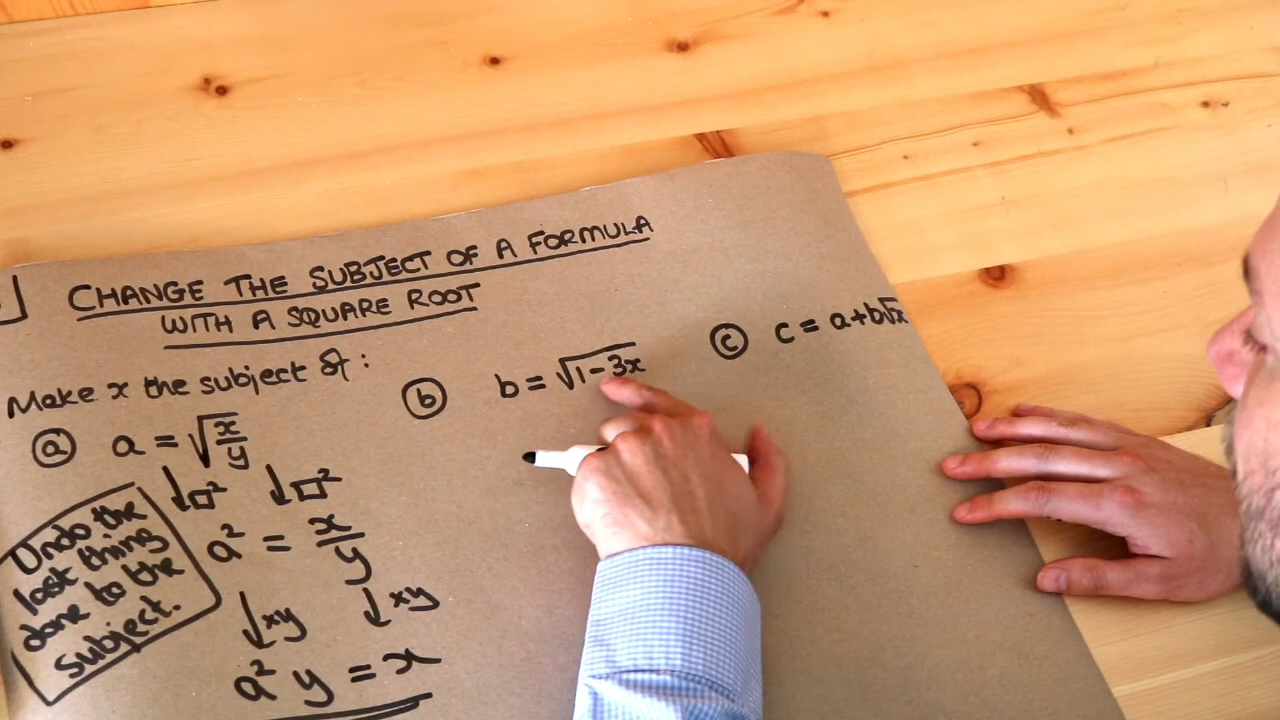 CHANGE THE SUBJECT OF A FORMULA
WITH A SQUARE ROOT
Make x the subject of:
ⓐ a = √(x/y)
↓□² ↓□²
a² = x/y
↓×y ↓×y
a² y = x
Undo the
last thing
done to the
subject.
ⓑ b = √(1-3x)
ⓒ c = a+b√x